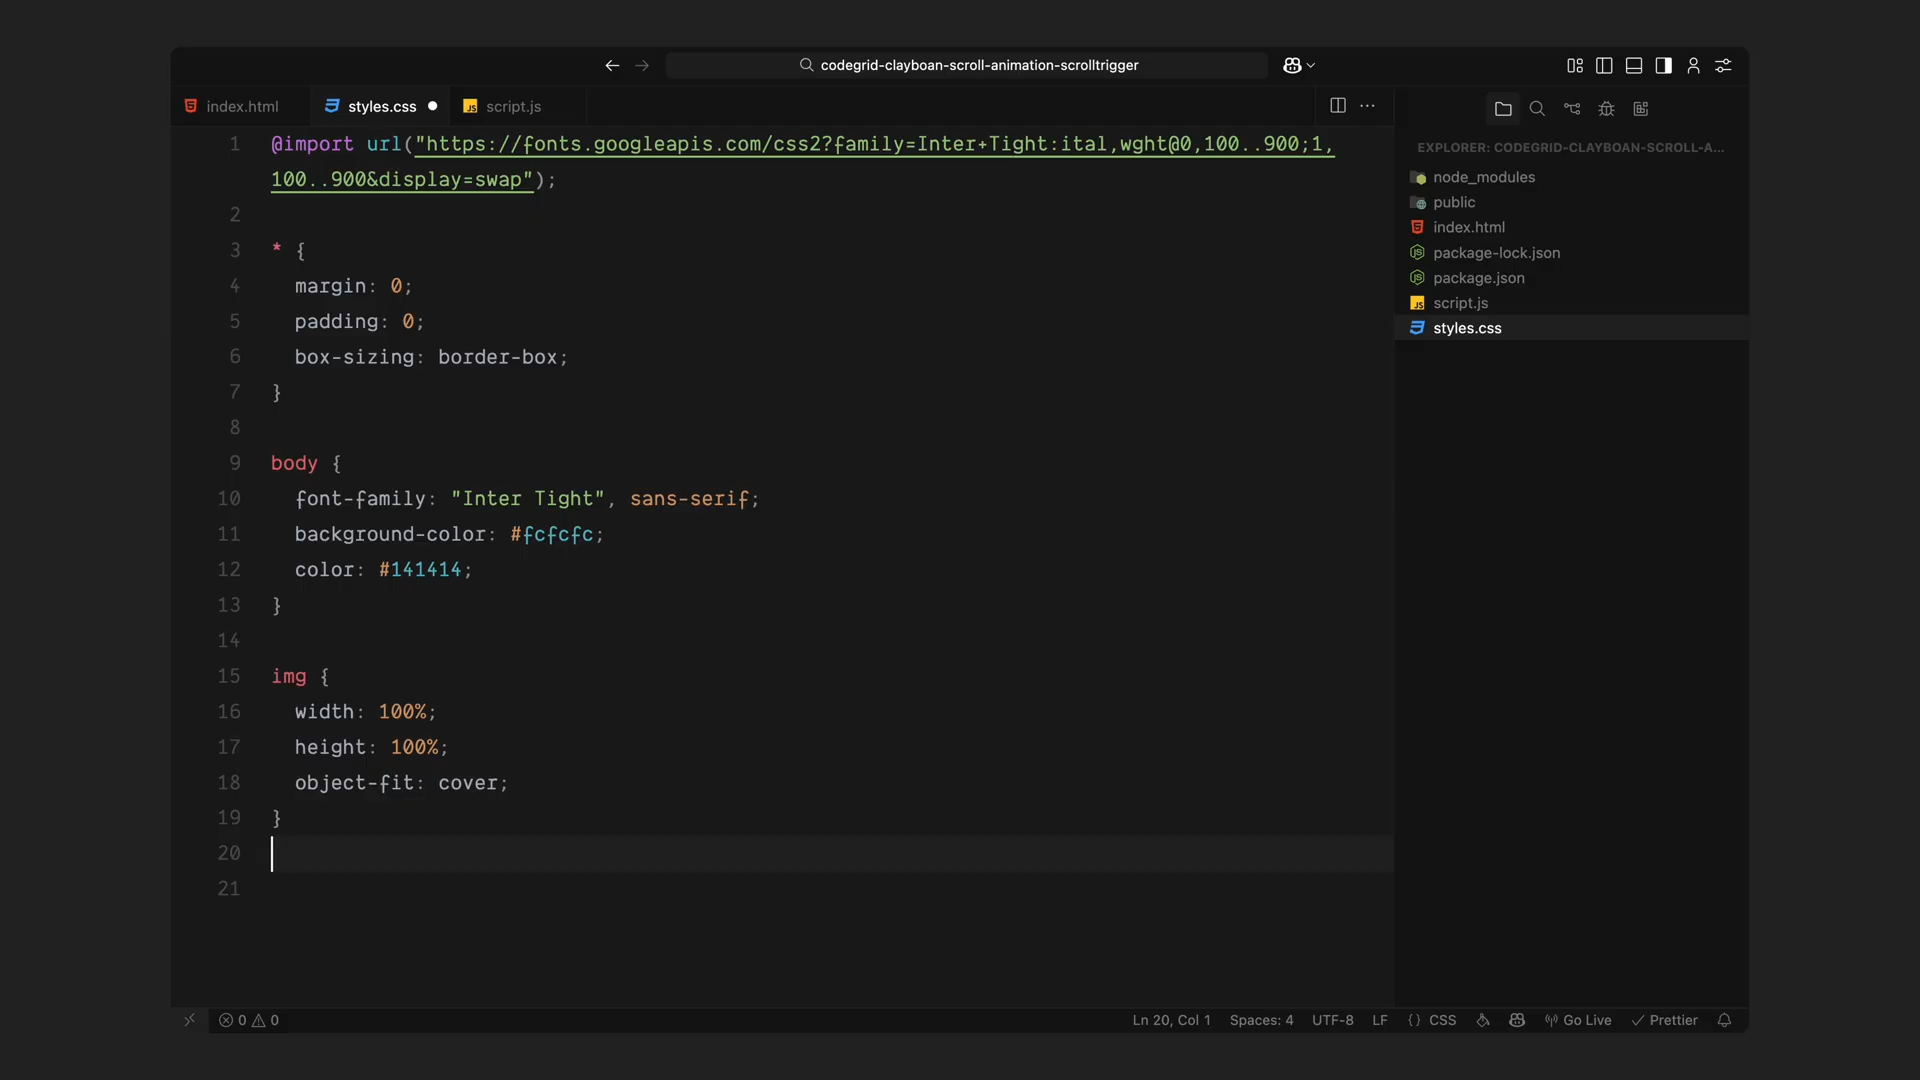 codegrid-clayboan-scroll-animation-scrolltrigger
index.html
styles.css
script.js
1 @import url("https://fonts.googleapis.com/css2?family=Inter+Tight:ital,wght@0,100..900;1,
100..900&display=swap");
2
3 * {
4 margin: 0;
5 padding: 0;
6 box-sizing: border-box;
7 }
8
9 body {
10 font-family: "Inter Tight", sans-serif;
11 background-color: #fcfcfc;
12 color: #141414;
13 }
14
15 img {
16 width: 100%;
17 height: 100%;
18 object-fit: cover;
19 }
20
21
EXPLORER: CODEGRID-CLAYBOAN-SCROLL-A...
node_modules
public
index.html
package-lock.json
package.json
script.js
styles.css
0 0
Ln 20, Col 1 Spaces: 4 UTF-8 LF {} CSS Go Live Prettier